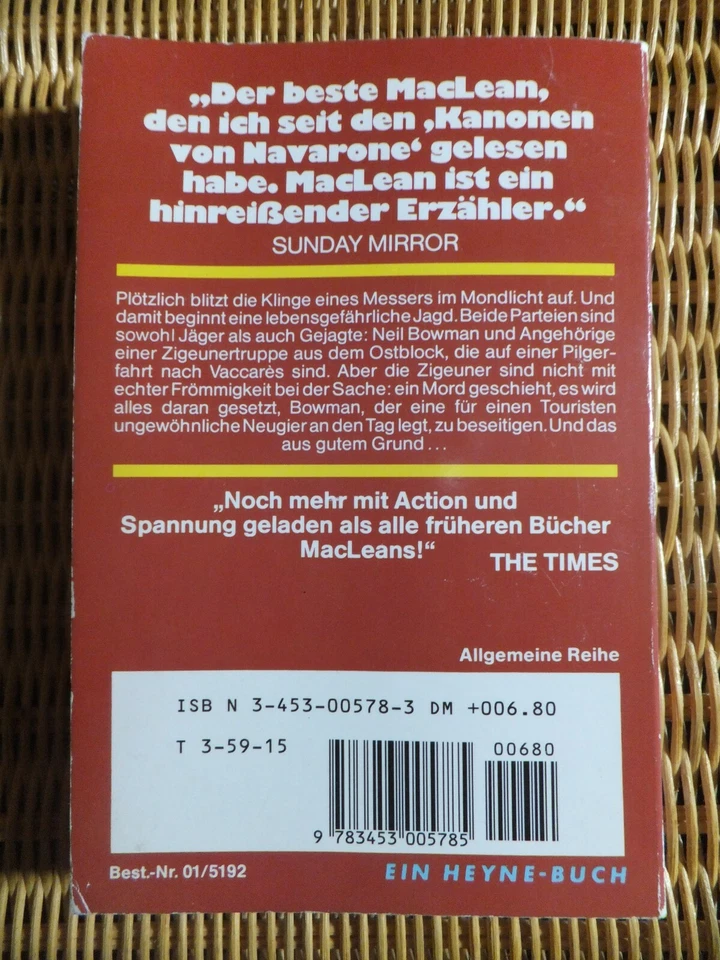 „Der beste MacLean,
den ich seit den ‚Kanonen
von Navarone‘ gelesen
habe. MacLean ist ein
hinreißender Erzähler.“
SUNDAY MIRROR
Plötzlich blitzt die Klinge eines Messers im Mondlicht auf. Und
damit beginnt eine lebensgefährliche Jagd. Beide Parteien sind
sowohl Jäger als auch Gejagte: Neil Bowman und Angehörige
einer Zigeunertruppe aus dem Ostblock, die auf einer Pilger-
fahrt nach Vaccarès sind. Aber die Zigeuner sind nicht mit
echter Frömmigkeit bei der Sache: ein Mord geschieht, es wird
alles daran gesetzt, Bowman, der eine für einen Touristen
ungewöhnliche Neugier an den Tag legt, zu beseitigen. Und das
aus gutem Grund ...
„Noch mehr mit Action und
Spannung geladen als alle früheren Bücher
MacLeans!“
THE TIMES
Allgemeine Reihe
ISB N 3-453-00578-3 DM +006.80
T 3-59-15
00680
9 783453 005785
Best.-Nr. 01/5192
EIN HEYNE-BUCH